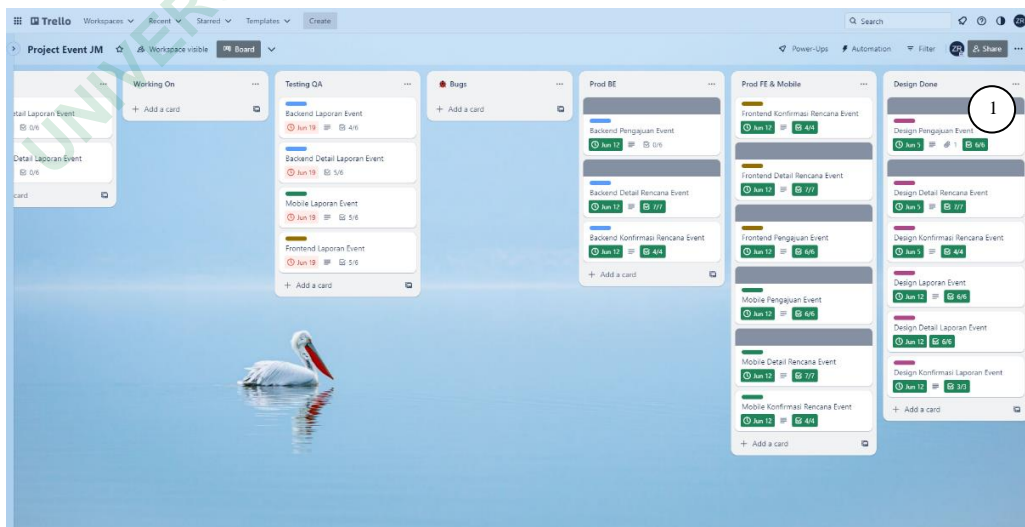 Trello Workspaces Recent Starred Templates Create Search
Project Event JM Workspace visible Board Power-Ups Automation Filter ZR Share
Detail Laporan Event
0/6
card
Working On
+ Add a card
Testing QA
Backend Laporan Event
Jun 19 4/6
Backend Detail Laporan Event
Jun 19 5/6
Mobile Laporan Event
Jun 19 5/6
Frontend Laporan Event
Jun 19 5/6
+ Add a card
Bugs
+ Add a card
Prod BE
Backend Pengajuan Event
Jun 12 0/6
Backend Detail Rencana Event
Jun 12 7/7
Backend Konfirmasi Rencana Event
Jun 12 4/4
+ Add a card
Prod FE & Mobile
Frontend Konfirmasi Rencana Event
Jun 12 4/4
Frontend Detail Rencana Event
Jun 12 7/7
Frontend Pengajuan Event
Jun 12 6/6
Mobile Pengajuan Event
Jun 12 6/6
Mobile Detail Rencana Event
Jun 12 7/7
Mobile Konfirmasi Rencana Event
Jun 12 4/4
+ Add a card
Design Done
1
Design Pengajuan Event
Jun 5 1 6/6
Design Detail Rencana Event
Jun 5 7/7
Design Konfirmasi Rencana Event
Jun 5 4/4
Design Laporan Event
Jun 12 6/6
Design Detail Laporan Event
Jun 12 6/6
Design Konfirmasi Laporan Event
Jun 12 3/3
+ Add a card